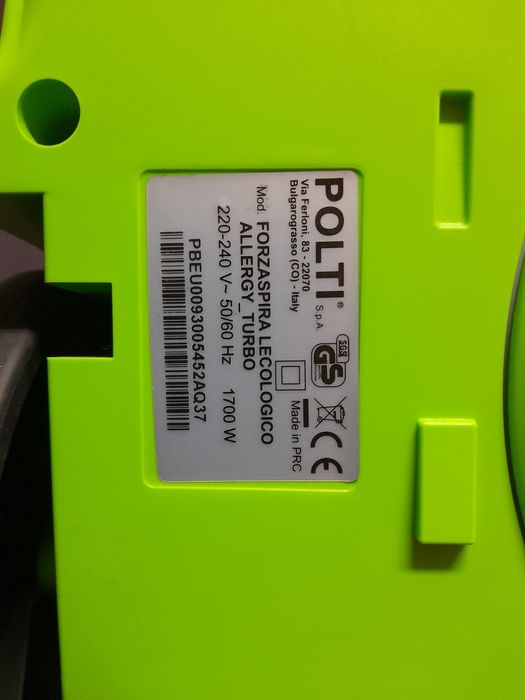 POLTI® S.p.A.
Via Ferloni, 83 - 22070
Bulgarograsso (CO) - Italy
SGS
GS
CE
Made in PRC
Mod. FORZASPIRA LECOLOGICO
ALLERGY_TURBO
220-240 V~ 50/60 Hz 1700 W
PBEU0093005452AQ37